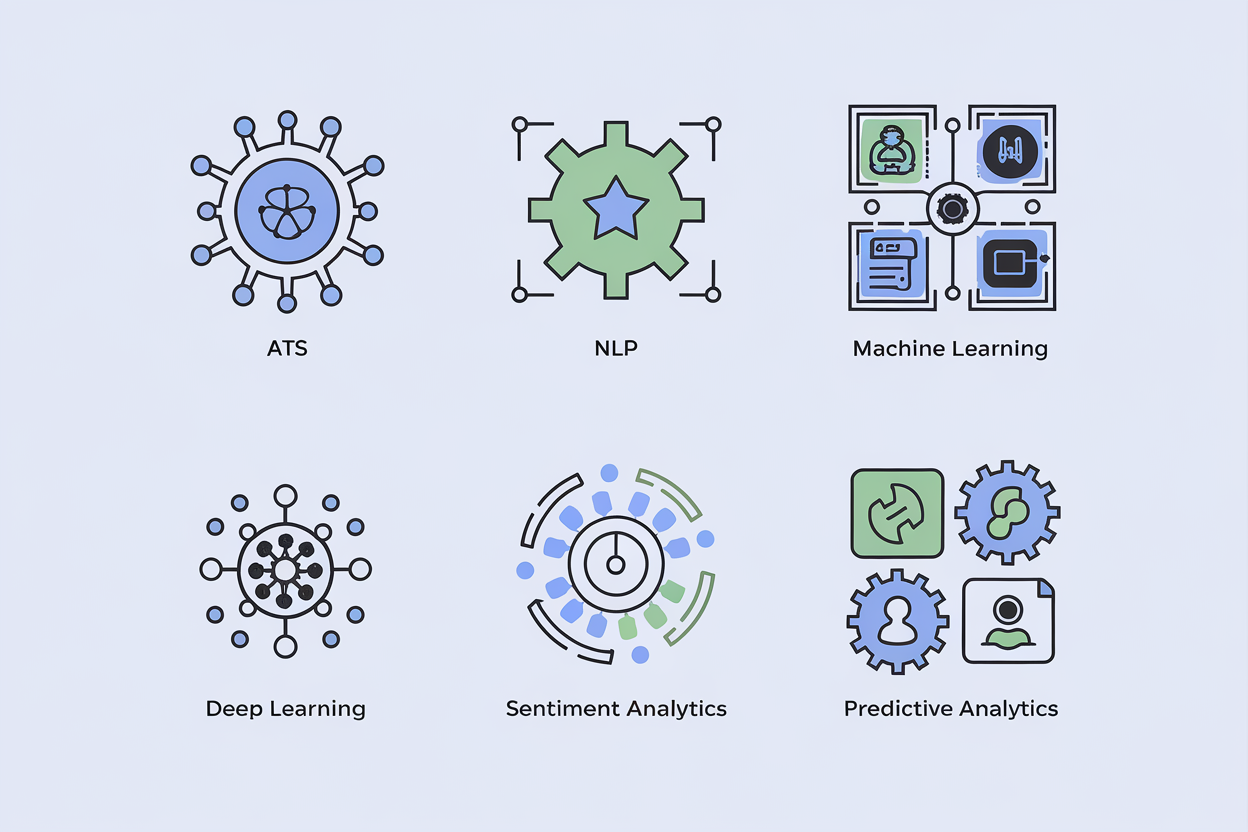 ATS
NLP
Machine Learning
Deep Learning
Sentiment Analytics
Predictive Analytics